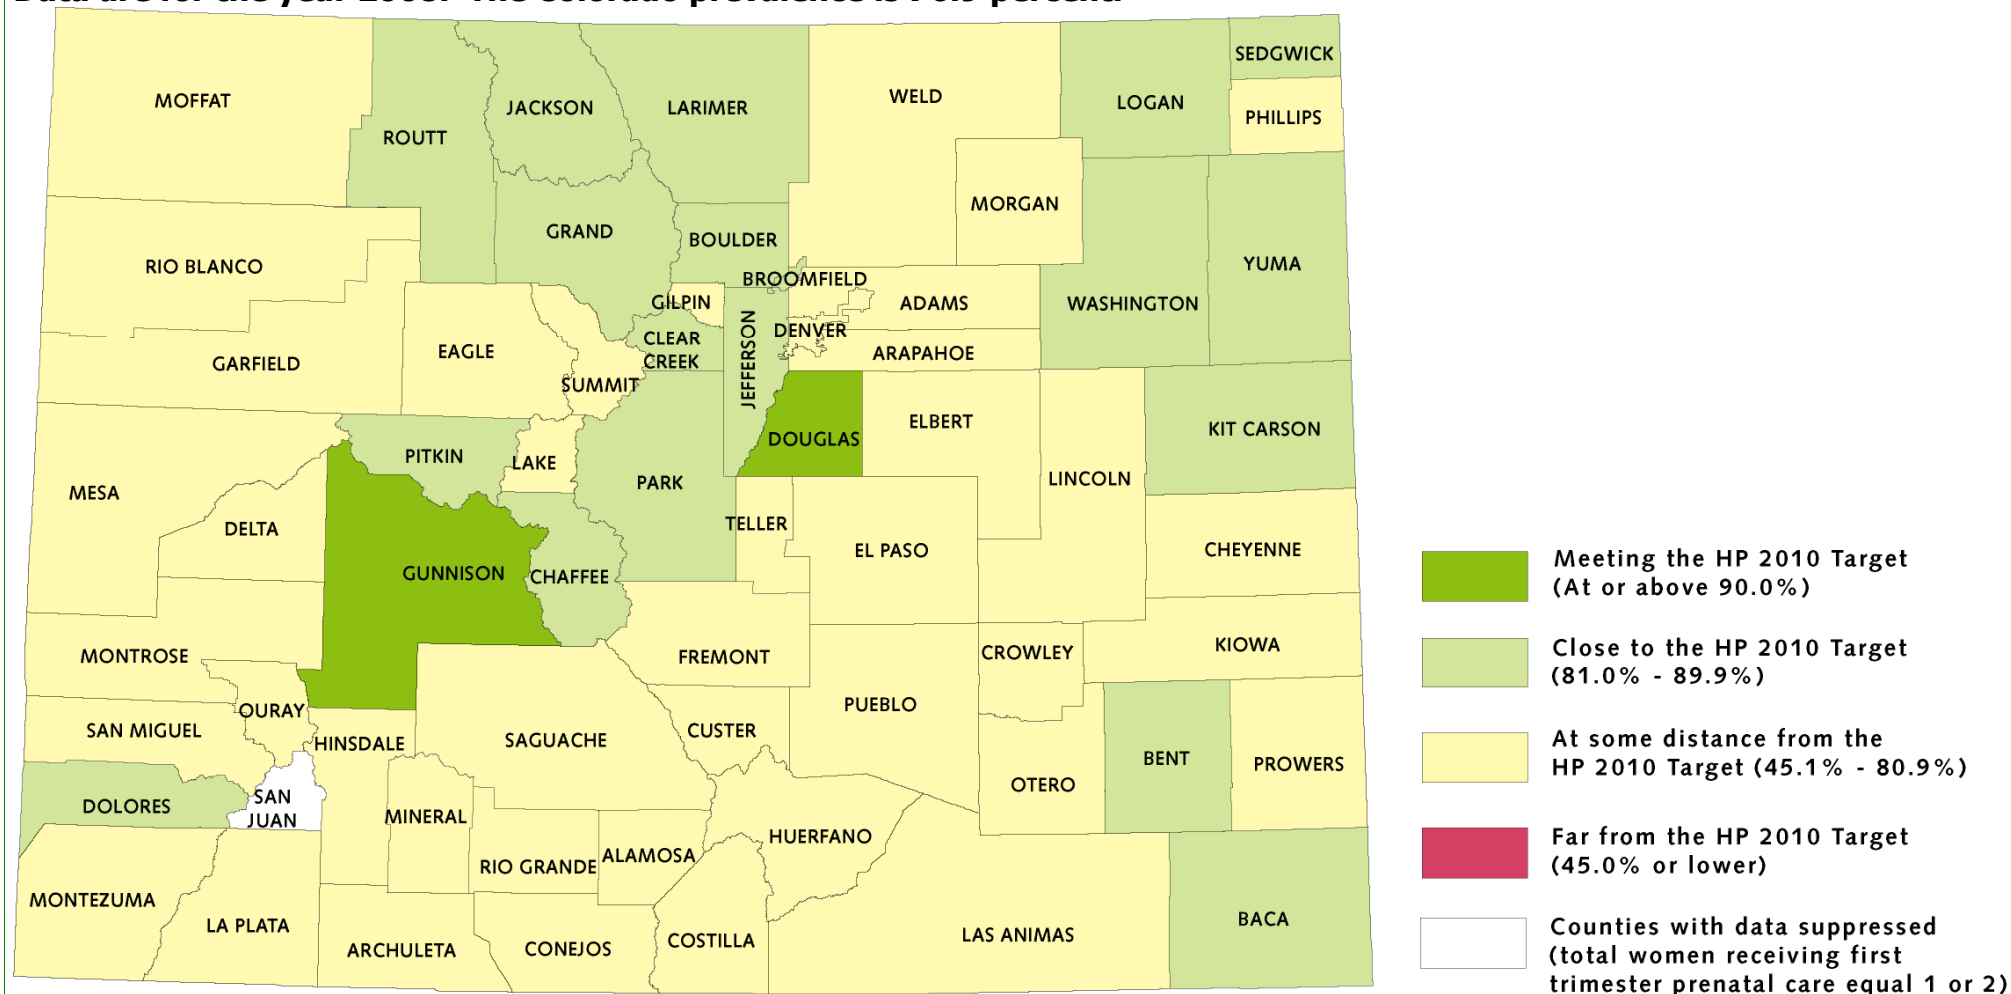 SEDGWICK
MOFFAT
JACKSON
LARIMER
WELD
LOGAN
PHILLIPS
ROUTT
MORGAN
GRAND
BOULDER
RIO BLANCO
YUMA
BROOMFIELD
GILPIN
ADAMS
WASHINGTON
CLEAR
CREEK
JEFFERSON
DENVER
ARAPAHOE
GARFIELD
EAGLE
SUMMIT
DOUGLAS
ELBERT
KIT CARSON
PITKIN
LAKE
MESA
PARK
LINCOLN
DELTA
TELLER
EL PASO
CHEYENNE
GUNNISON
CHAFFEE
MONTROSE
FREMONT
CROWLEY
KIOWA
OURAY
PUEBLO
SAN MIGUEL
HINSDALE
SAGUACHE
CUSTER
BENT
PROWERS
OTERO
DOLORES
SAN
JUAN
MINERAL
HUERFANO
RIO GRANDE
ALAMOSA
MONTEZUMA
LA PLATA
ARCHULETA
CONEJOS
COSTILLA
LAS ANIMAS
BACA
Meeting the HP 2010 Target
(At or above 90.0%)
Close to the HP 2010 Target
(81.0% - 89.9%)
At some distance from the
HP 2010 Target (45.1% - 80.9%)
Far from the HP 2010 Target
(45.0% or lower)
Counties with data suppressed
(total women receiving first
trimester prenatal care equal 1 or 2)